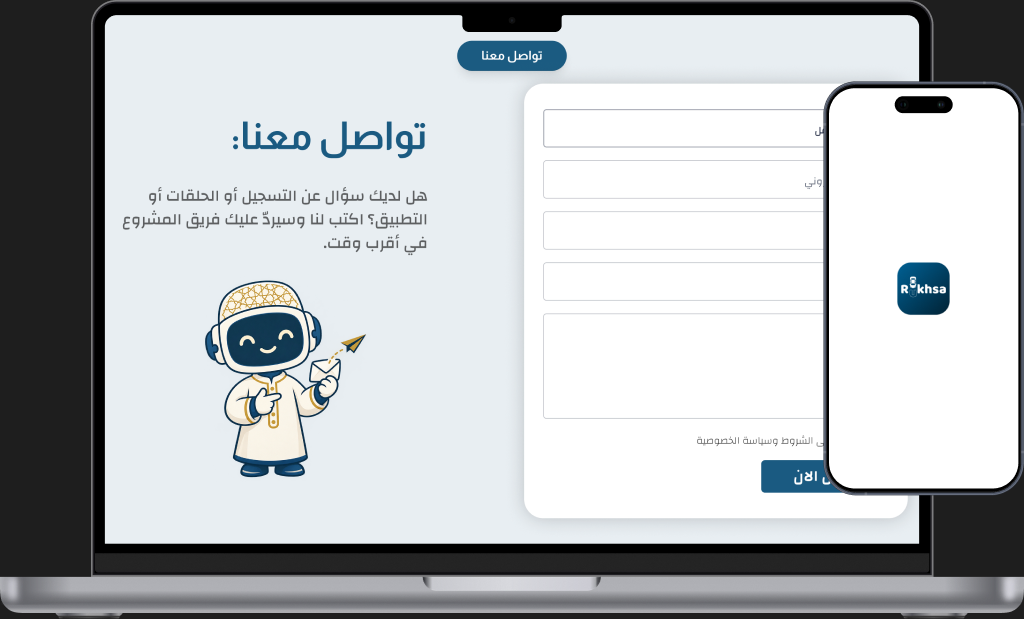 تواصل معنا
تواصل معنا:
هل لديك سؤال عن التسجيل أو الحلقات أو
التطبيق؟ اكتب لنا وسيردّ عليك فريق المشروع
في أقرب وقت.
الشروط وسياسة الخصوصية
الان
Rukhsa